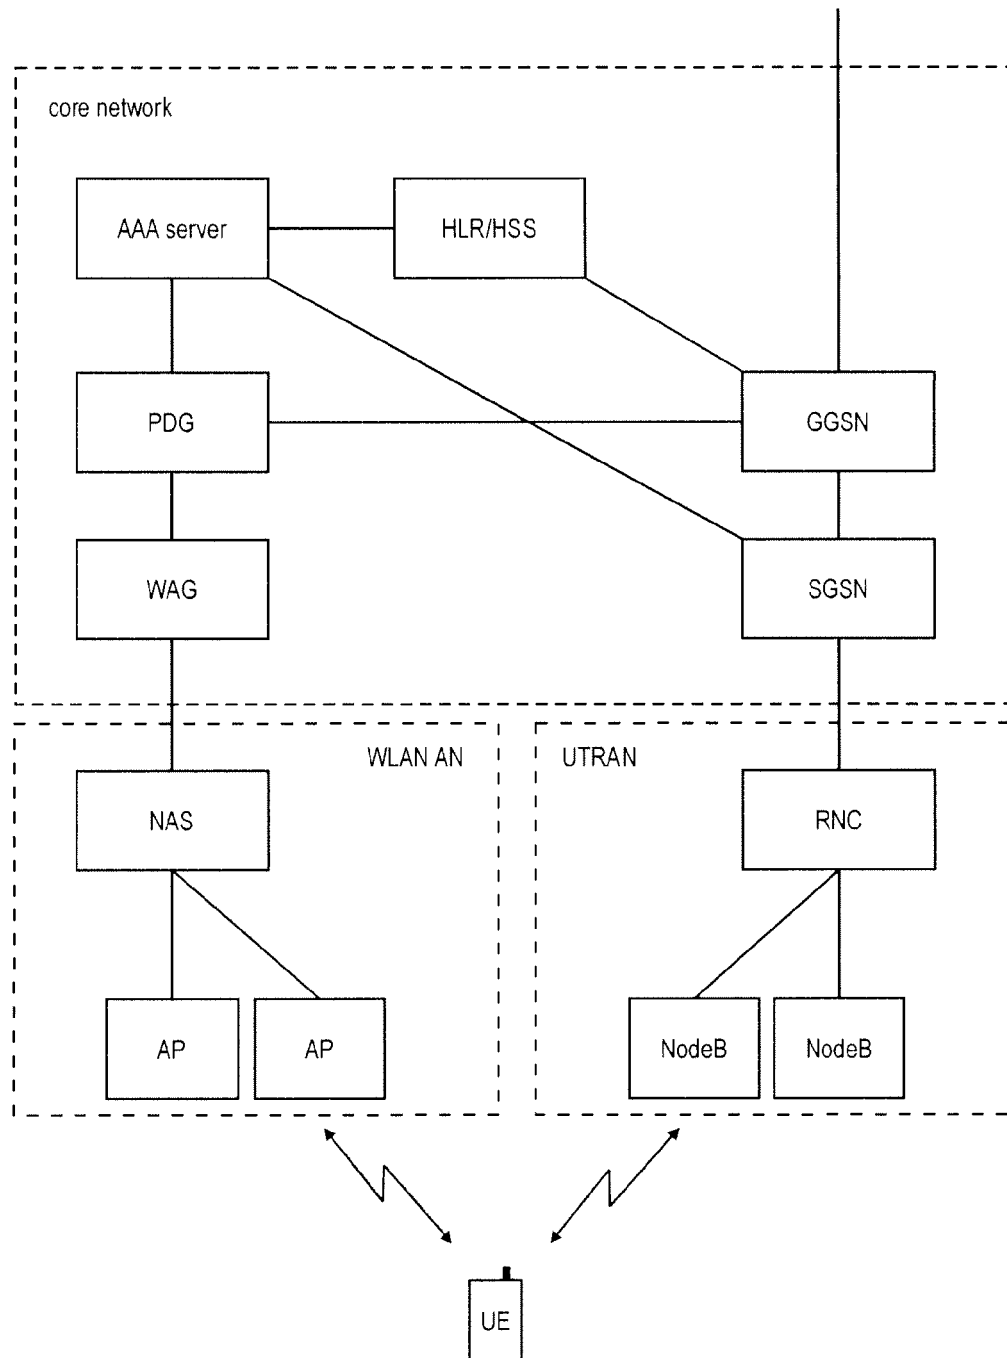 core network
AAA server
HLR/HSS
PDG
GGSN
WAG
SGSN
WLAN AN
UTRAN
NAS
RNC
AP
AP
NodeB
NodeB
UE